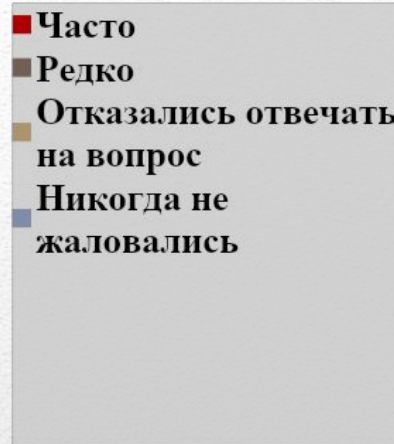 Часто
Редко
Отказались отвечать
на вопрос
Никогда не
жаловались